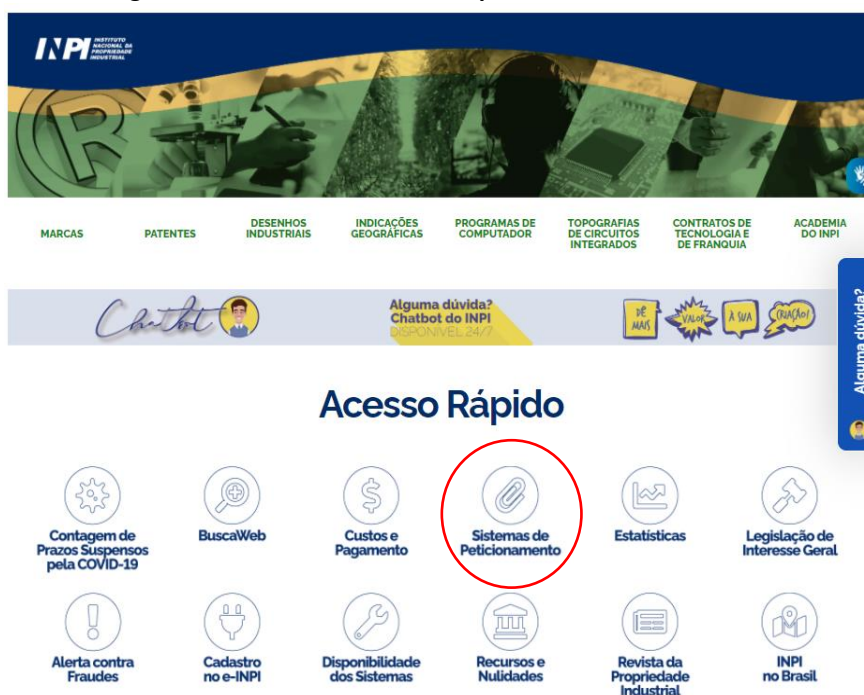 INPI
INSTITUTO
NACIONAL DA
PROPRIEDADE
INDUSTRIAL
R
MARCAS
PATENTES
DESENHOS
INDUSTRIAIS
INDICAÇÕES
GEOGRÁFICAS
PROGRAMAS DE
COMPUTADOR
TOPOGRAFIAS
DE CIRCUITOS
INTEGRADOS
CONTRATOS DE
TECNOLOGIA E
DE FRANQUIA
ACADEMIA
DO INPI
Chatbot
Alguma dúvida?
Chatbot do INPI
DISPONÍVEL 24/7
DÊ
MAIS
VALOR
À SUA
CRIAÇÃO!
Alguma dúvida?
Acesso Rápido
Contagem de
Prazos Suspensos
pela COVID-19
BuscaWeb
Custos e
Pagamento
Sistemas de
Peticionamento
Estatísticas
Legislação de
Interesse Geral
Alerta contra
Fraudes
Cadastro
no e-INPI
Disponibilidade
dos Sistemas
Recursos e
Nulidades
Revista da
Propriedade
Industrial
INPI
no Brasil